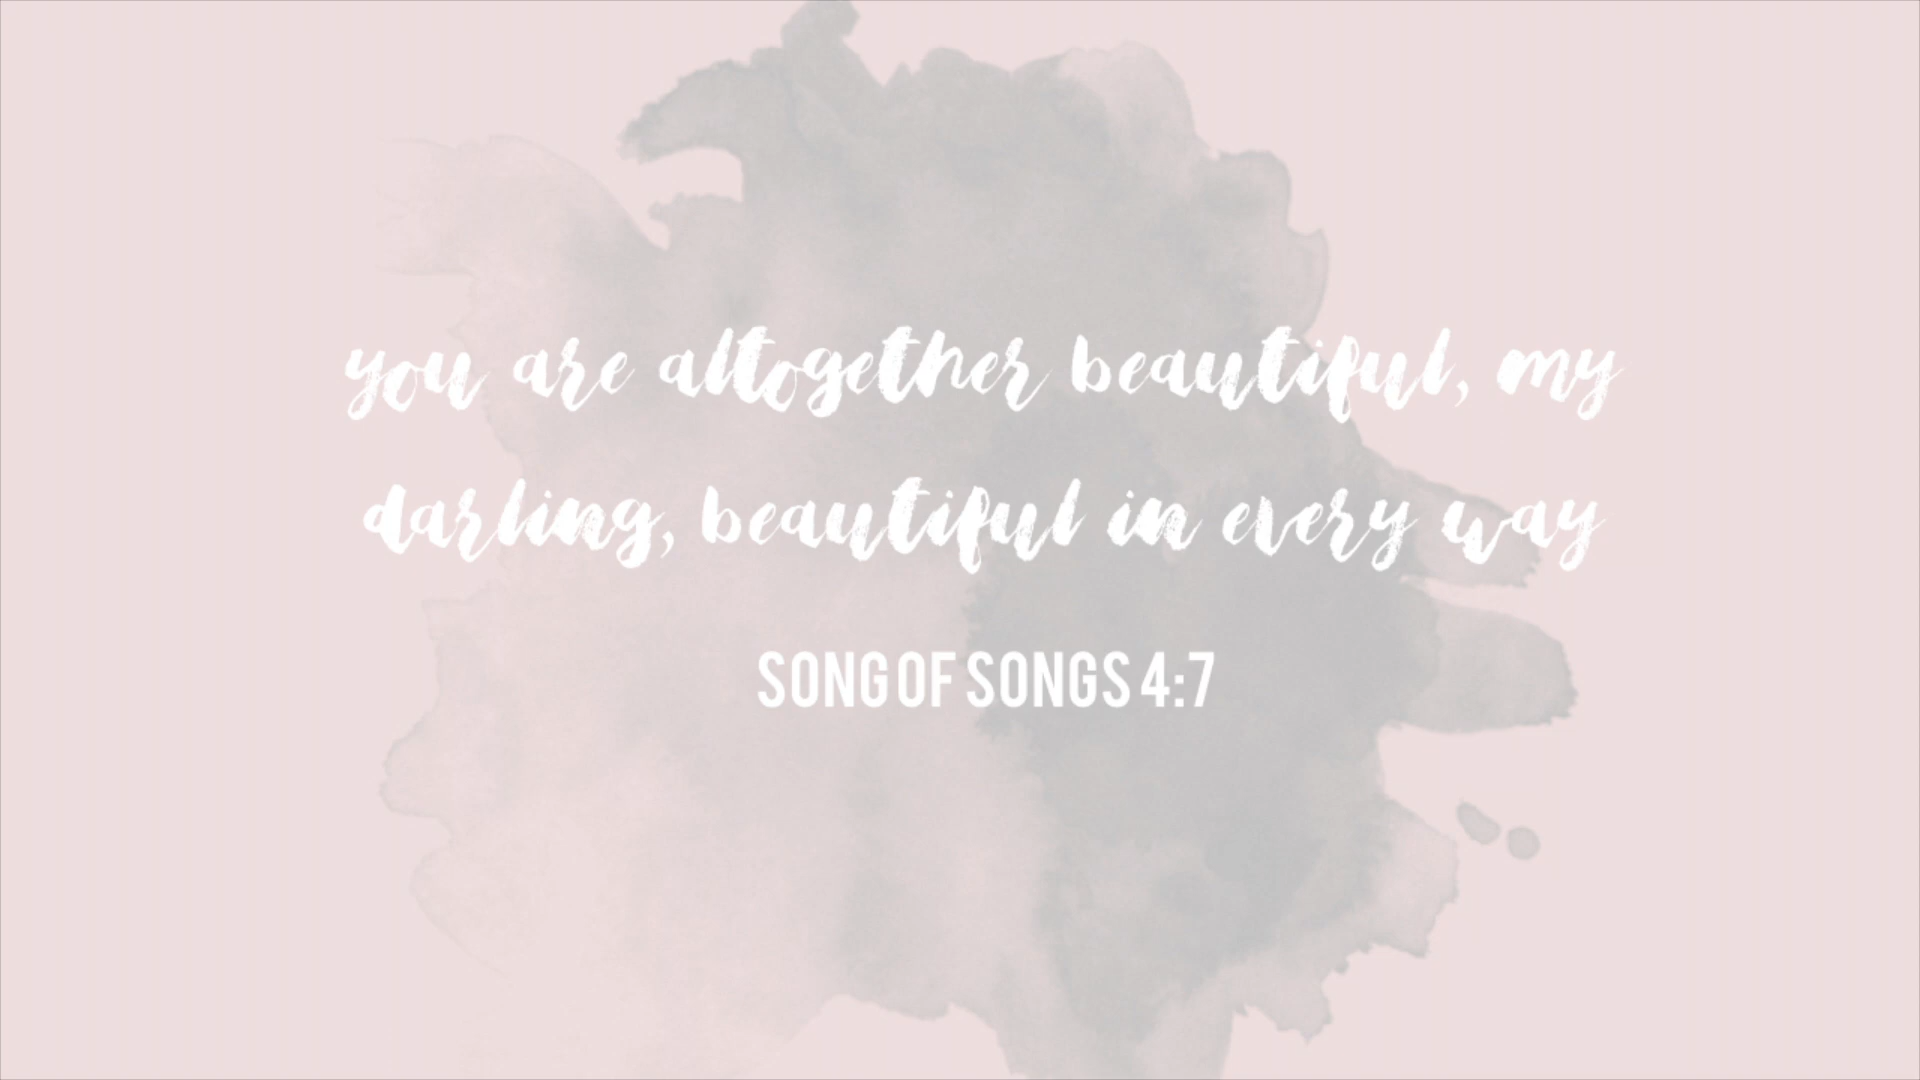 you are altogether beautiful, my
darling, beautiful in every way
SONG OF SONGS 4:7